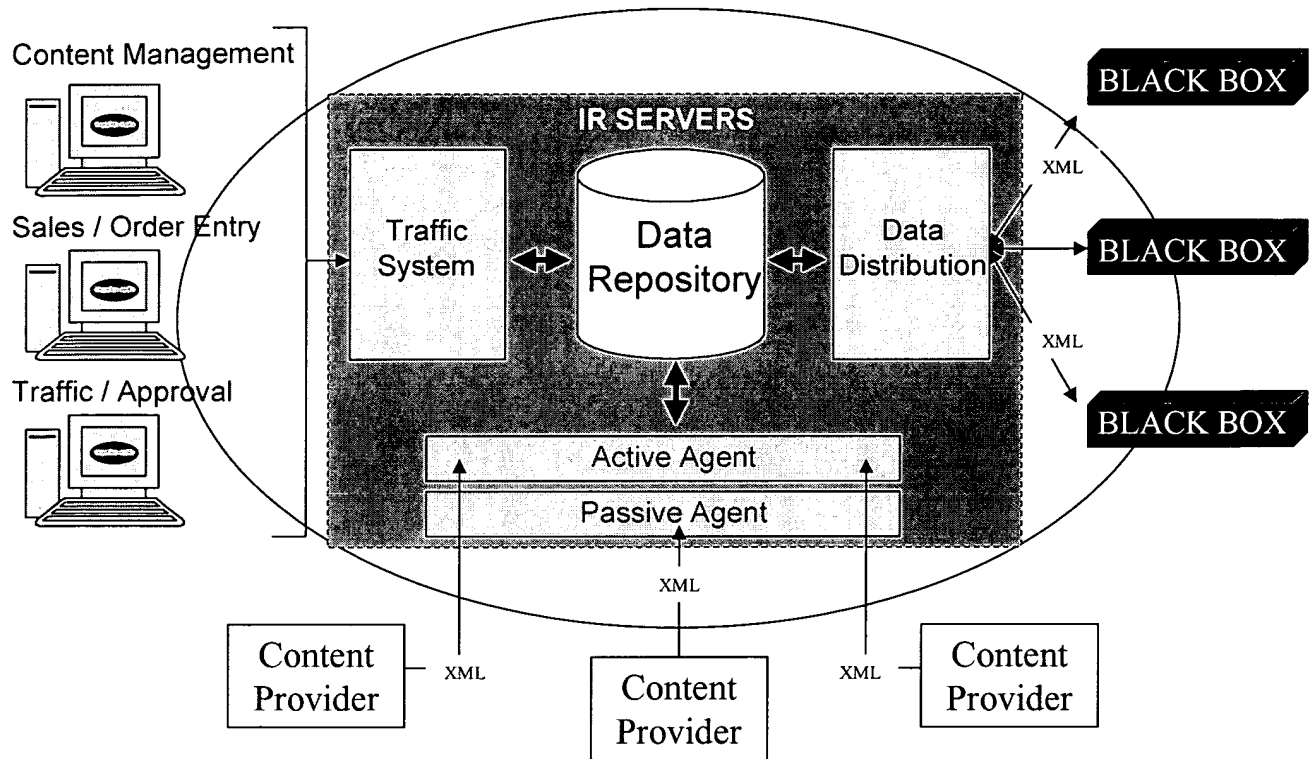 Content Management
Sales / Order Entry
Traffic / Approval
IR SERVERS
Traffic
System
Data
Repository
Data
Distribution
Active Agent
Passive Agent
XML
XML
BLACK BOX
BLACK BOX
BLACK BOX
XML
XML
XML
Content
Provider
Content
Provider
Content
Provider